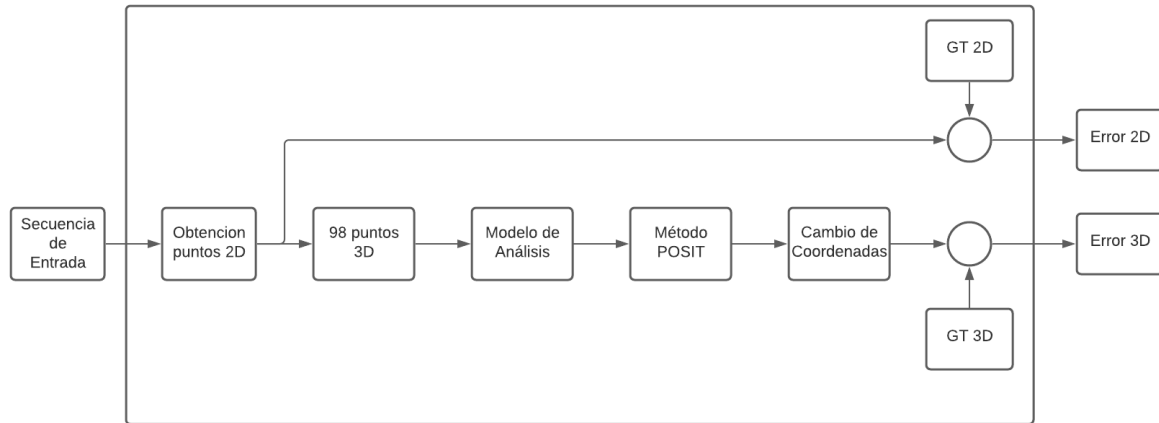 GT 2D
Error 2D
Secuencia
de
Entrada
Obtencion
puntos 2D
98 puntos
3D
Modelo de
Análisis
Método
POSIT
Cambio de
Coordenadas
Error 3D
GT 3D